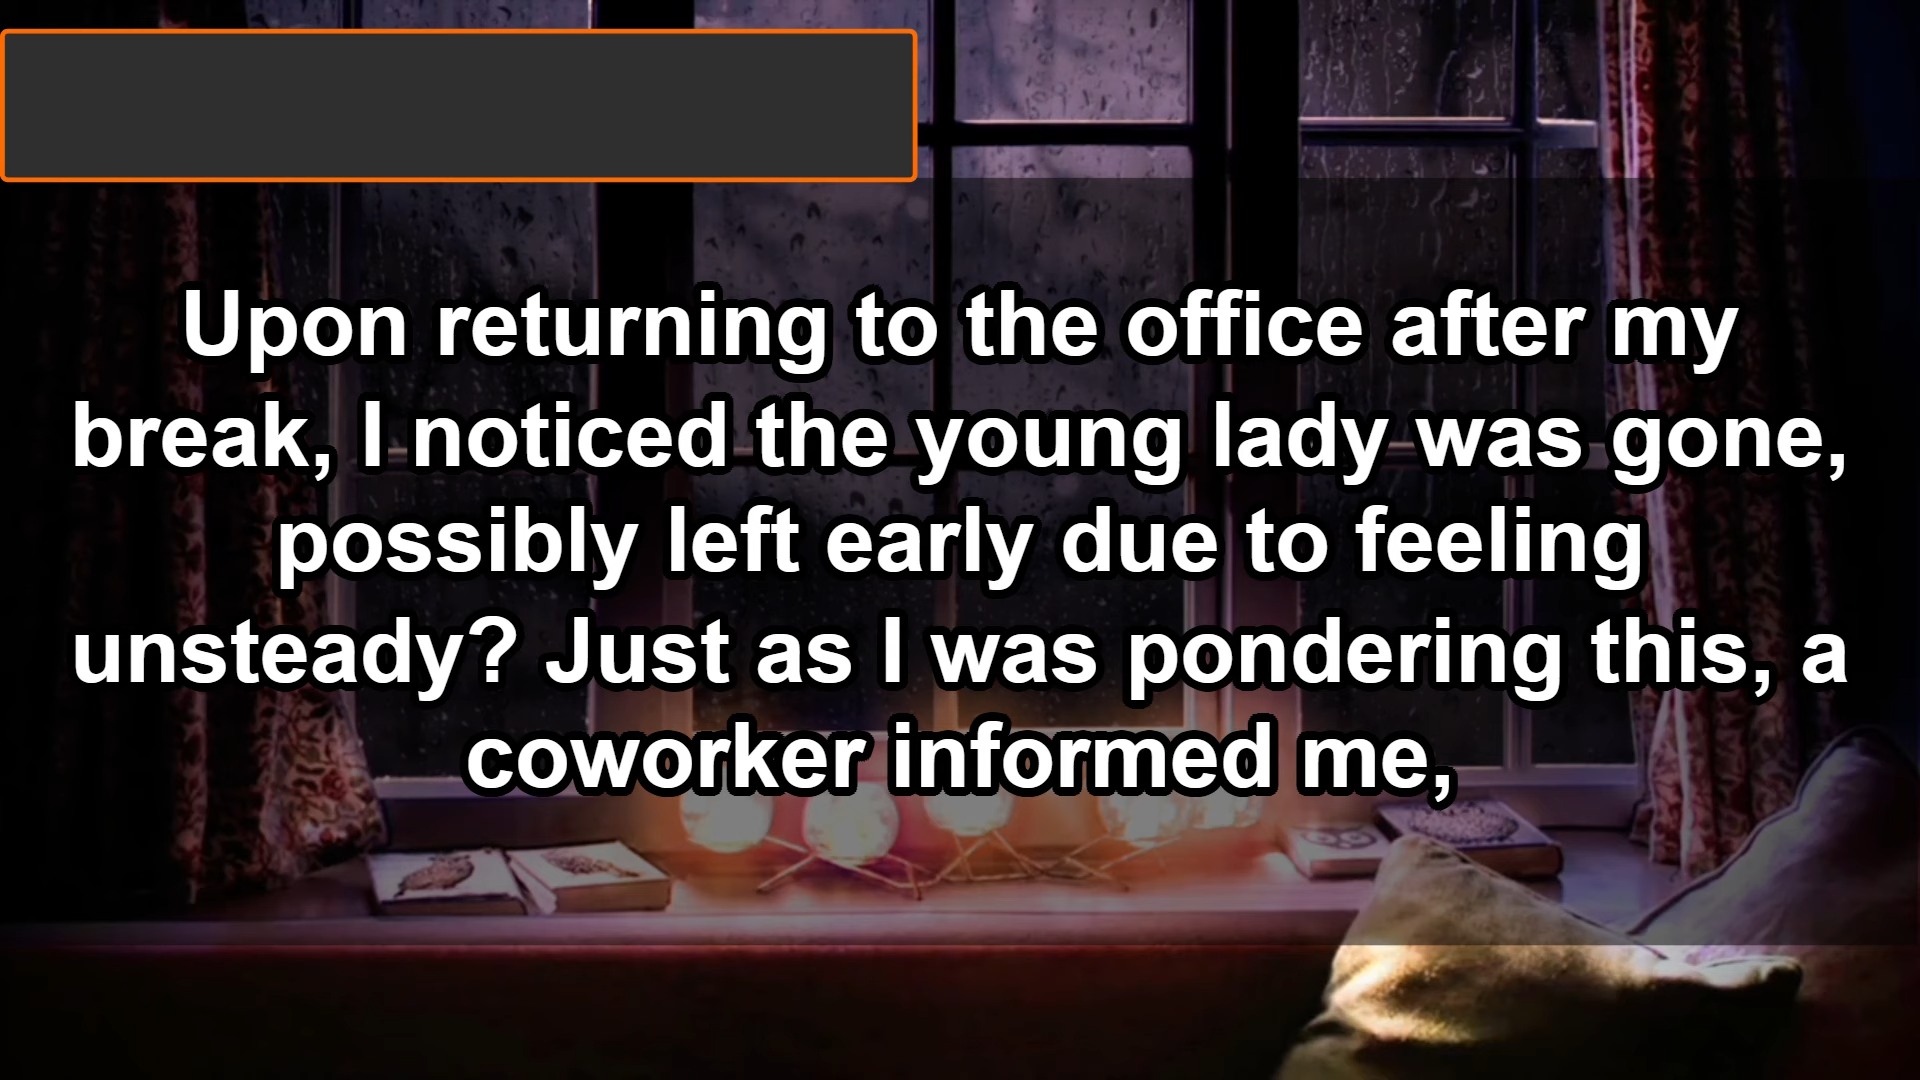 Upon returning to the office after my
break, I noticed the young lady was gone,
possibly left early due to feeling
unsteady? Just as I was pondering this, a
coworker informed me,